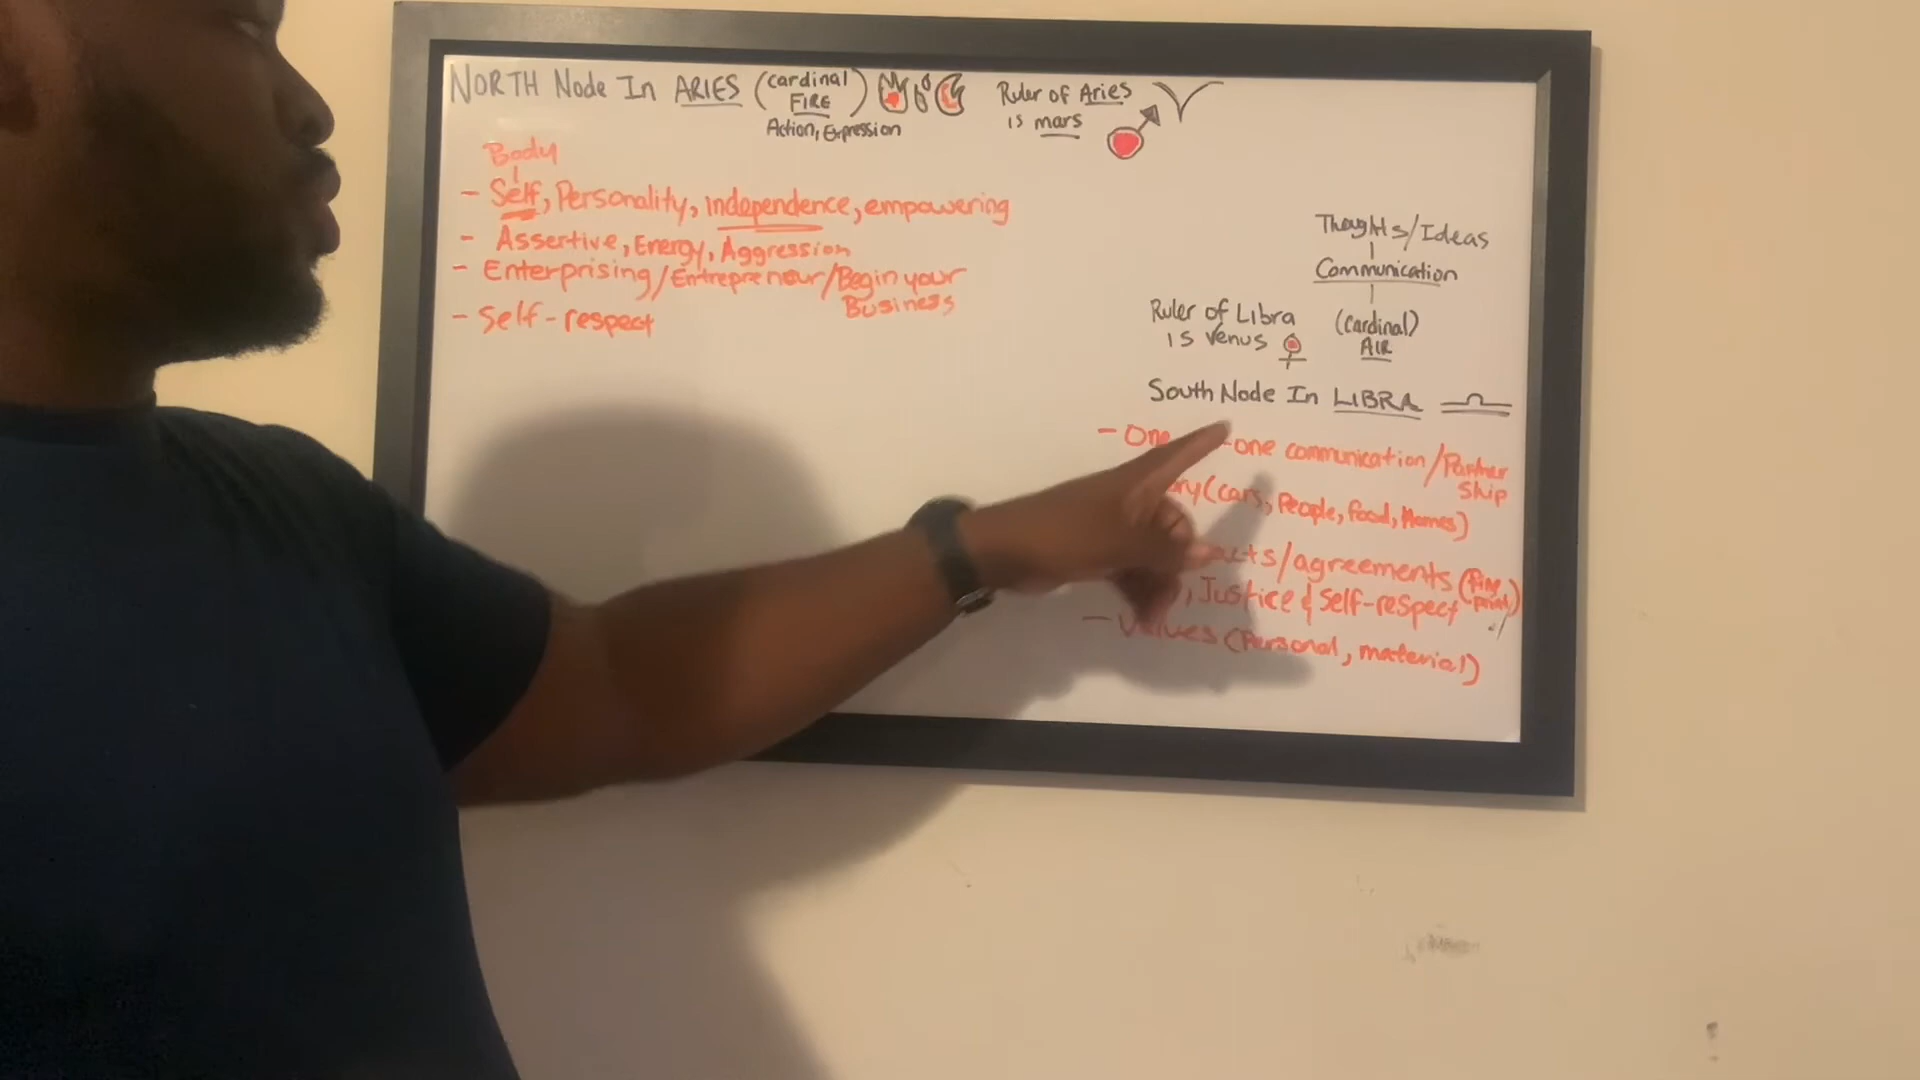 NORTH Node In ARIES (cardinal FIRE)
Action, Expression
Ruler of Aries
is mars
Body
- Self, Personality, independence, empowering
- Assertive, Energy, Aggression
- Enterprising/Entrepreneur/Begin your
Business
- Self-respect
Thoughts/Ideas
Communication
(cardinal)
AIR
Ruler of Libra
is Venus
South Node In LIBRA
- One -one communication/Partner
Ship
(cars, People, food, Homes)
/agreements (fine
print)
, Justice & Self-respect
- Values (Personal, material)